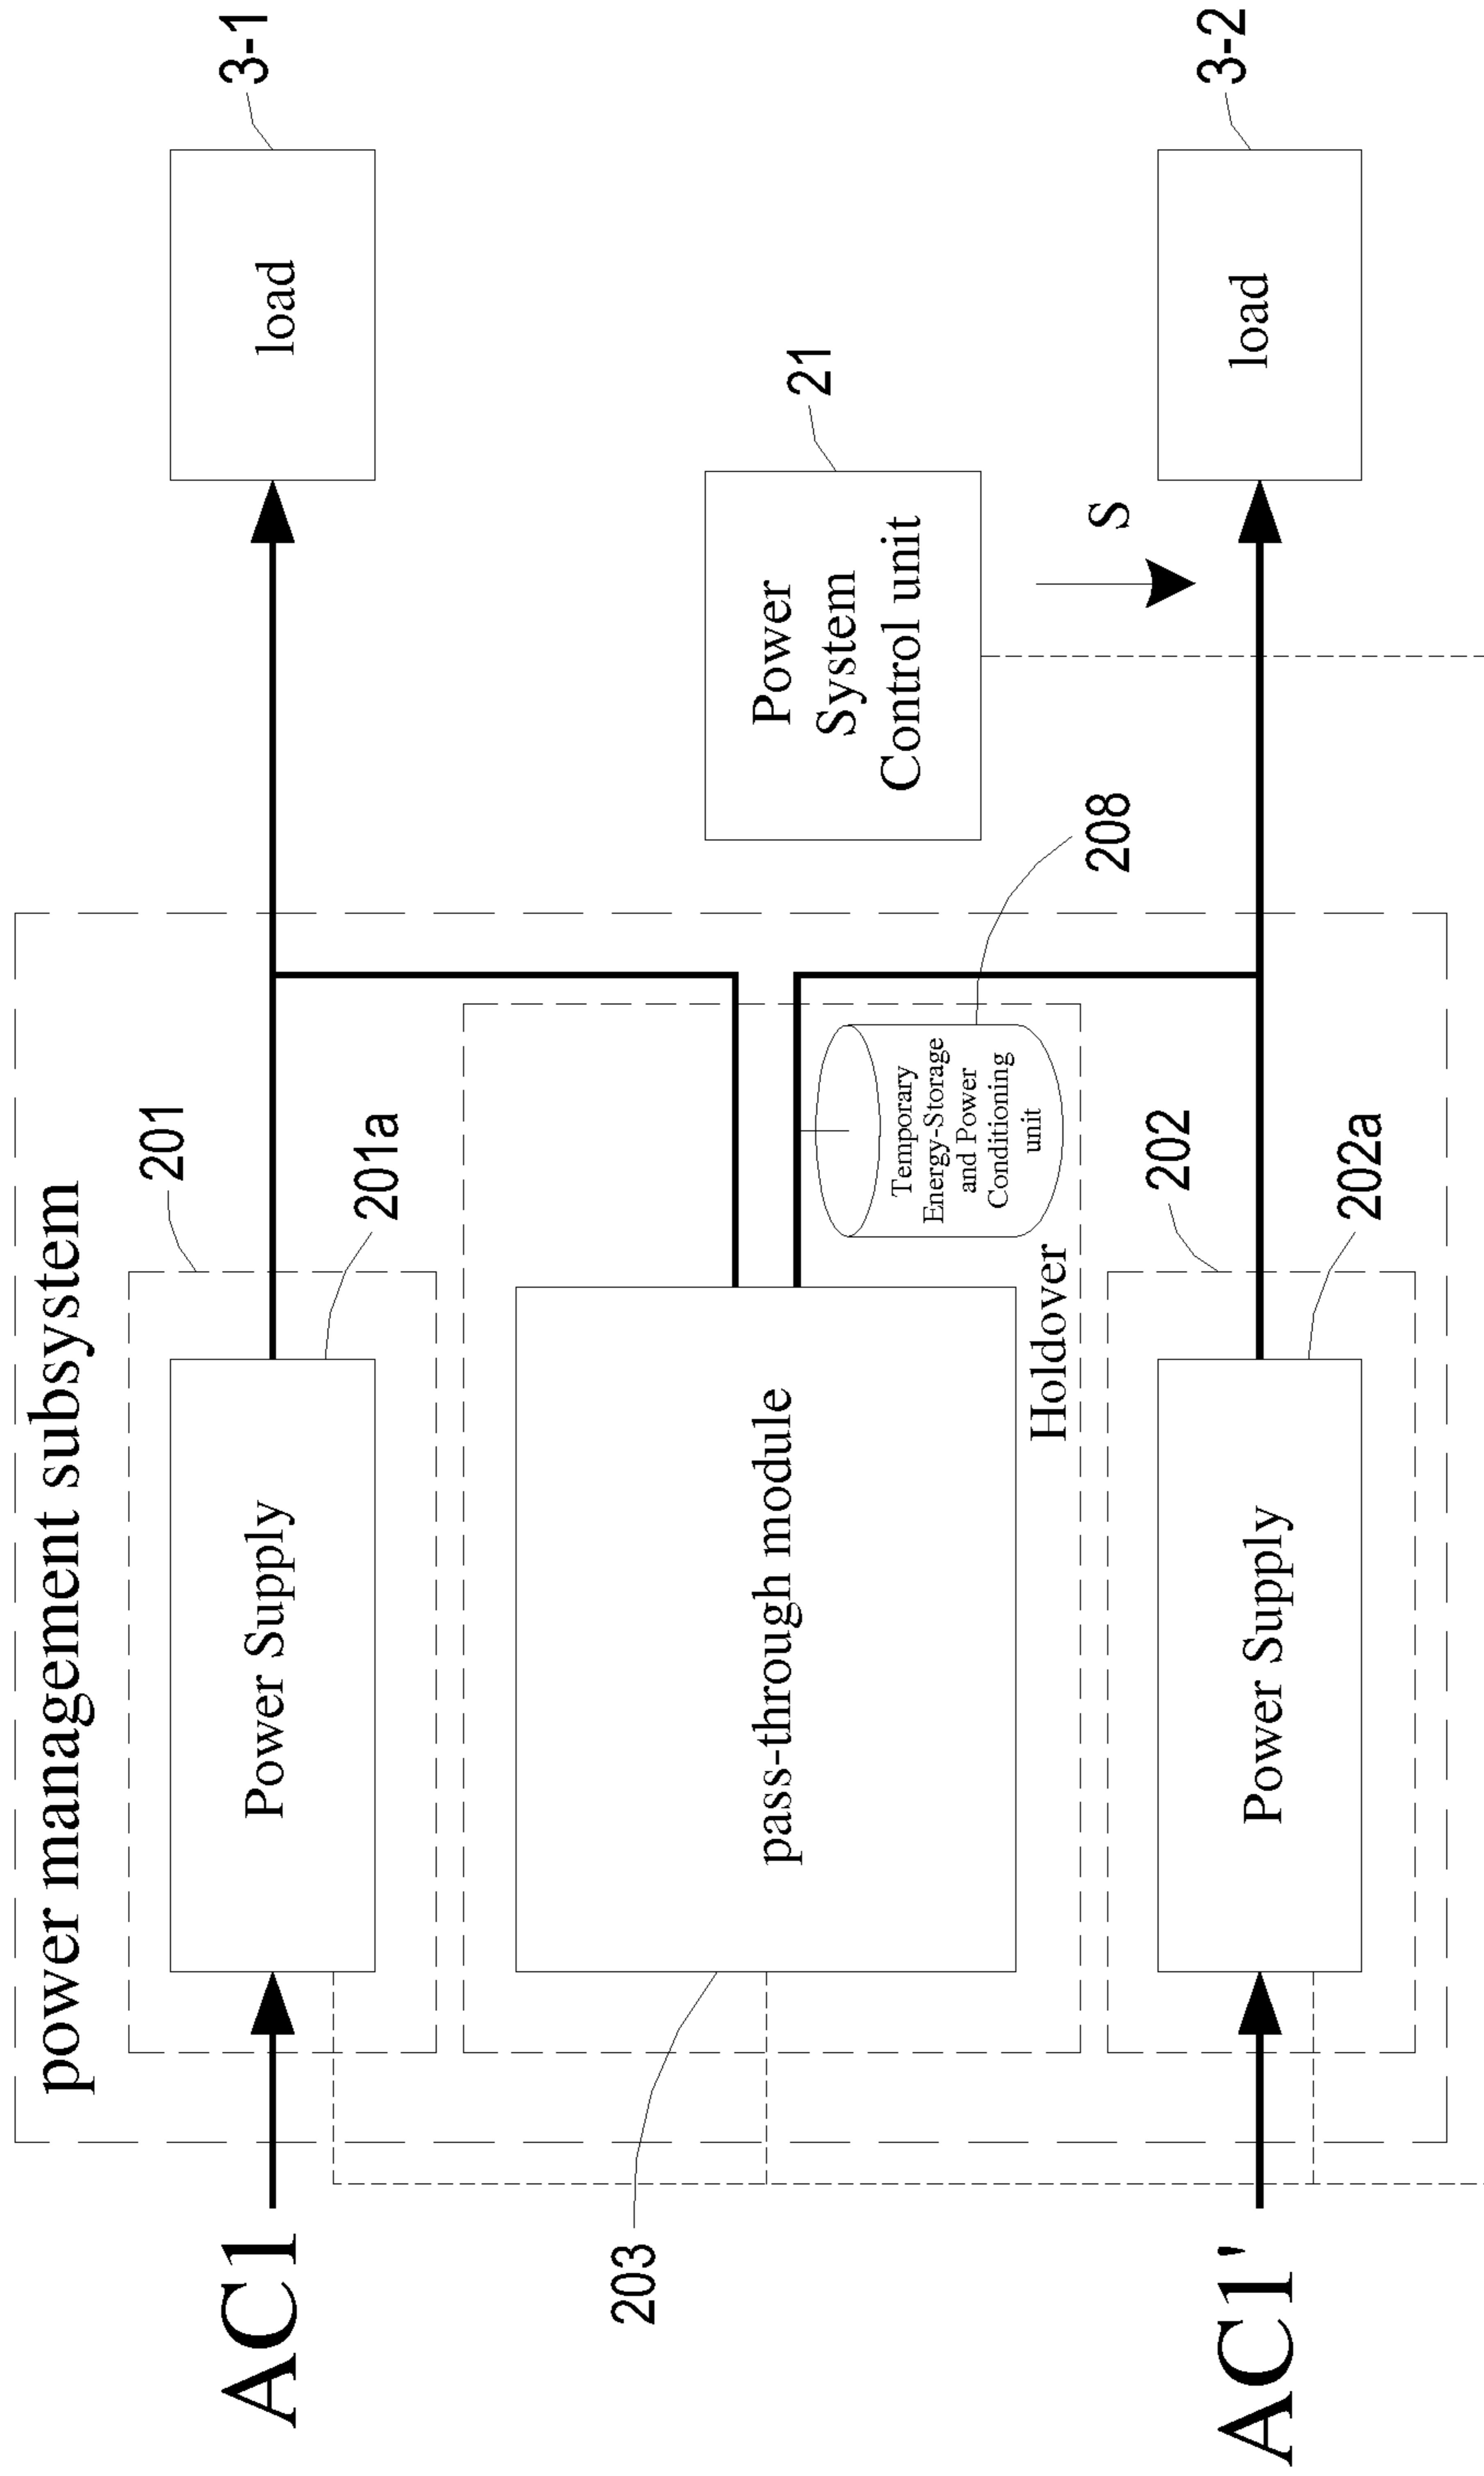 power management subsystem
AC1
201
Power Supply
201a
load
3-1
203
pass-through module
Temporary
Energy-Storage
and Power
Conditioning
unit
208
Holdover
Power
System
Control unit
21
S
AC1'
202
Power Supply
202a
load
3-2